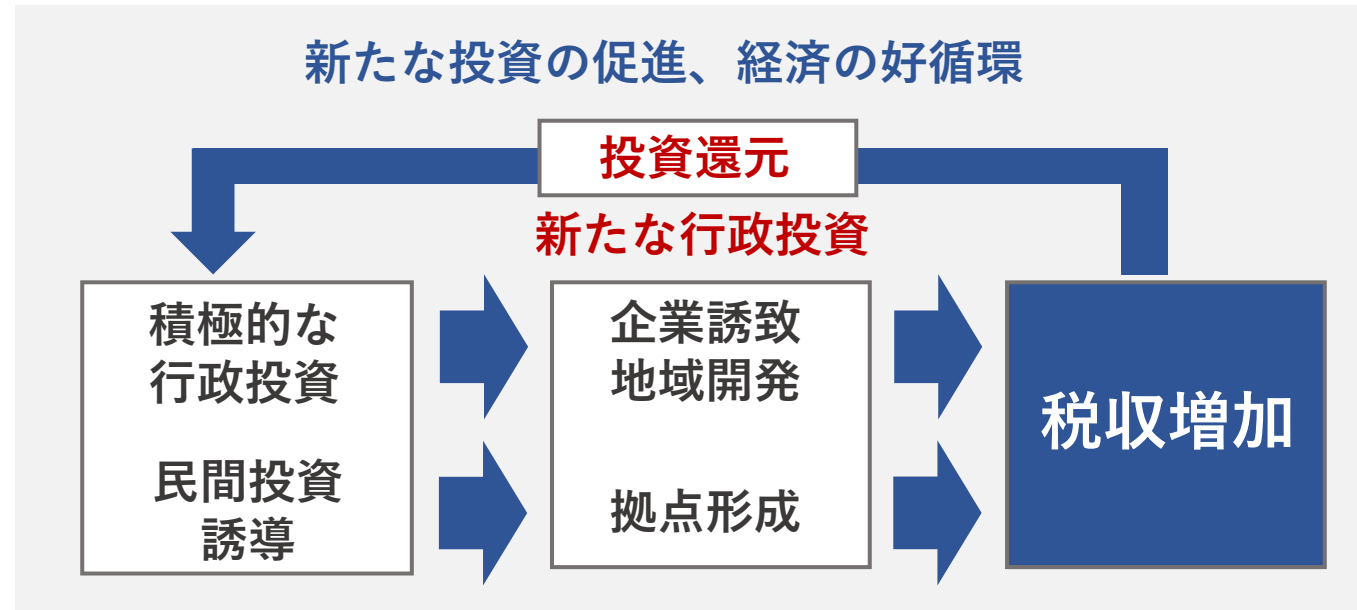 新たな投資の促進、経済の好循環
投資還元
新たな行政投資
積極的な
行政投資
民間投資
誘導
企業誘致
地域開発
拠点形成
税収増加